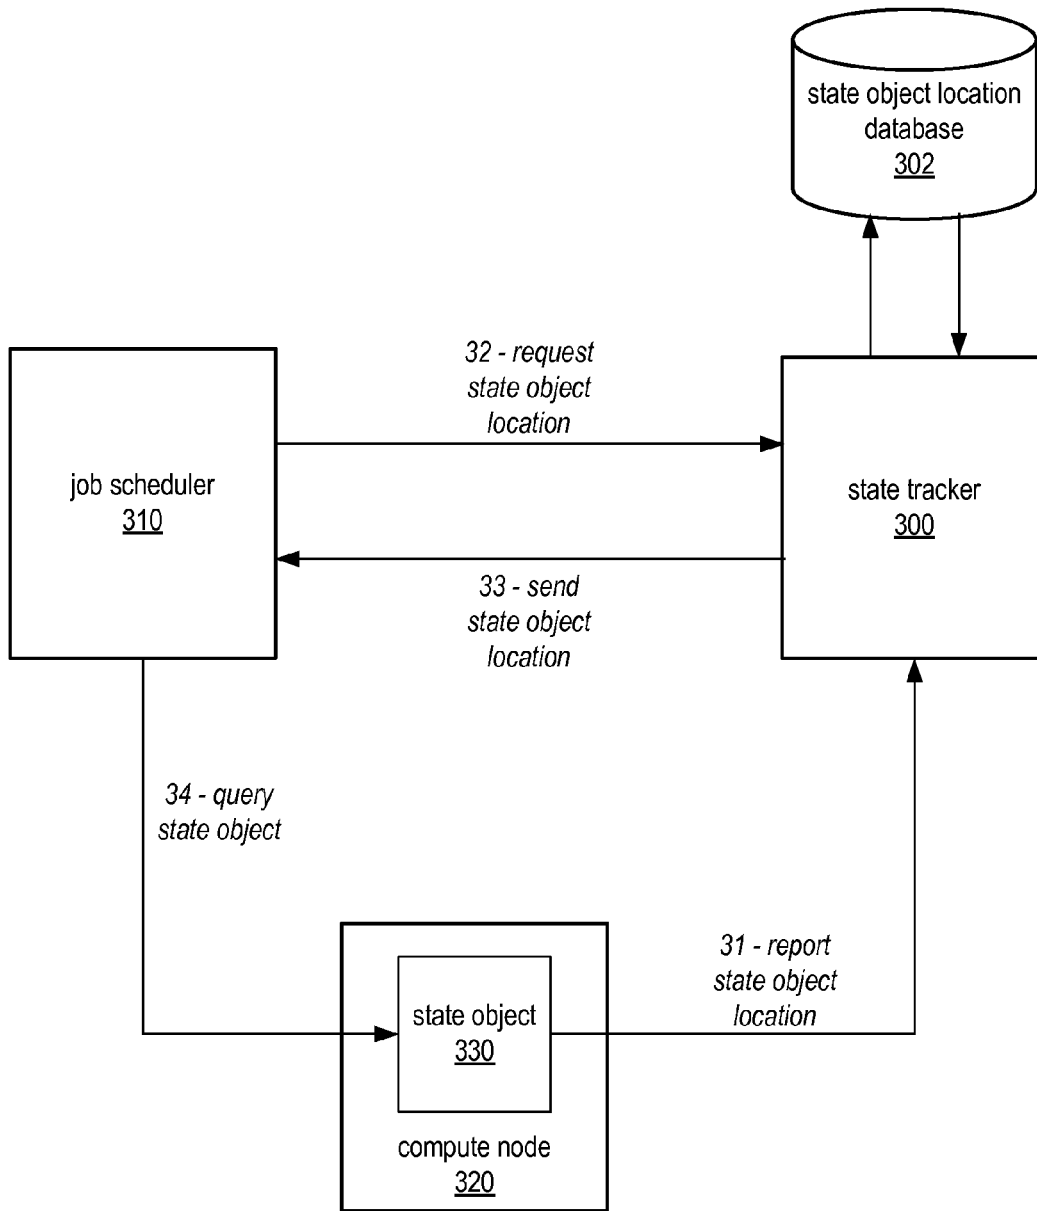 state object location
database
302
32 - request
state object
location
job scheduler
310
state tracker
300
33 - send
state object
location
34 - query
state object
31 - report
state object
location
state object
330
compute node
320